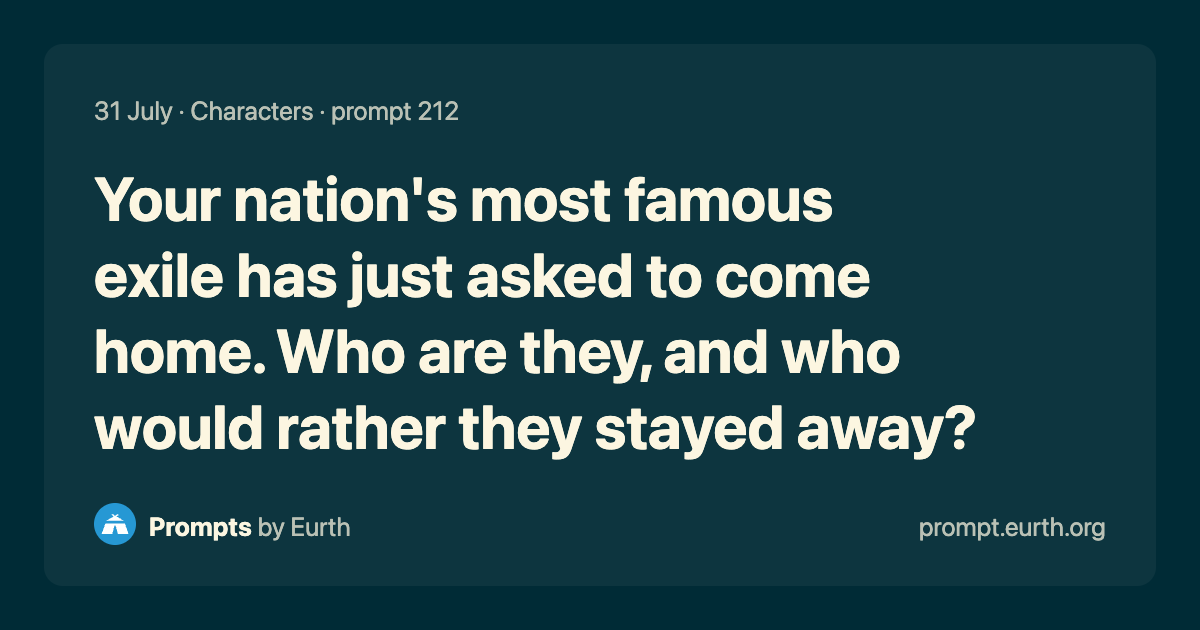 31 July · Characters · prompt 212
Your nation's most famous
exile has just asked to come
home. Who are they, and who
would rather they stayed away?
Prompts by Eurth
prompt.eurth.org